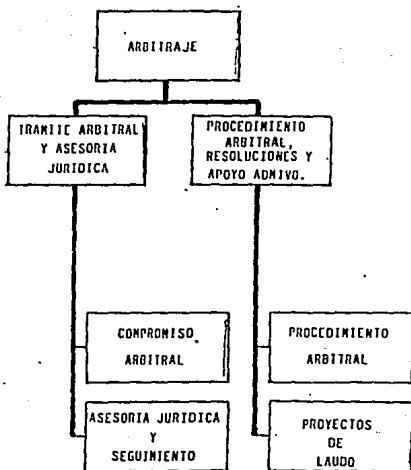 ARBITRAJE
TRAMITE ARBITRAL
Y ASESORIA
JURIDICA
PROCEDIMIENTO
ARBITRAL,
RESOLUCIONES Y
APOYO ADMIVO.
COMPROMISO
ARBITRAL
PROCEDIMIENTO
ARBITRAL
ASESORIA JURIDICA
Y
SEGUIMIENTO
PROYECTOS
DE
LAUDO